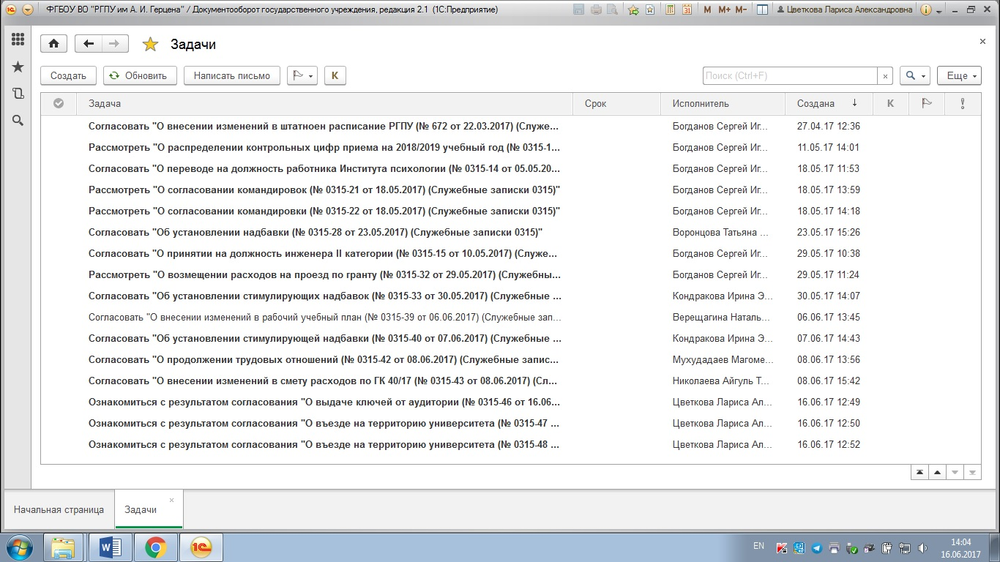 ФГБОУ ВО "РГПУ им А. И. Герцена" / Документооборот государственного учреждения, редакция 2.1 (1С:Предприятие)
M M+ M- Цветкова Лариса Александровна
Задачи
Создать Обновить Написать письмо К Поиск (Ctrl+F) × Еще
Задача Срок Исполнитель Создана ↓ К
Согласовать "О внесении изменений в штатноен расписание РГПУ (№ 672 от 22.03.2017) (Служе... Богданов Сергей Иг... 27.04.17 12:36
Рассмотреть "О распределении контрольных цифр приема на 2018/2019 учебный год (№ 0315-1... Богданов Сергей Иг... 11.05.17 14:01
Согласовать "О переводе на должность работника Института психологии (№ 0315-14 от 05.05.20... Богданов Сергей Иг... 18.05.17 11:53
Рассмотреть "О согласовании командировок (№ 0315-21 от 18.05.2017) (Служебные записки 0315)" Богданов Сергей Иг... 18.05.17 13:59
Рассмотреть "О согласовании командировки (№ 0315-22 от 18.05.2017) (Служебные записки 0315)" Богданов Сергей Иг... 18.05.17 14:18
Согласовать "Об установлении надбавки (№ 0315-28 от 23.05.2017) (Служебные записки 0315)" Воронцова Татьяна ... 23.05.17 15:26
Согласовать "О принятии на должность инженера II категории (№ 0315-15 от 10.05.2017) (Служе... Богданов Сергей Иг... 29.05.17 10:38
Рассмотреть "О возмещении расходов на проезд по гранту (№ 0315-32 от 29.05.2017) (Служебны... Богданов Сергей Иг... 29.05.17 11:24
Согласовать "Об установлении стимулирующих надбавок (№ 0315-33 от 30.05.2017) (Служебные ... Кондракова Ирина Э... 30.05.17 14:07
Согласовать "О внесении изменений в рабочий учебный план (№ 0315-39 от 06.06.2017) (Служебные зап... Верещагина Наталь... 06.06.17 13:45
Согласовать "Об установлении стимулирующей надбавки (№ 0315-40 от 07.06.2017) (Служебные ... Кондракова Ирина Э... 07.06.17 14:43
Согласовать "О продолжении трудовых отношений (№ 0315-42 от 08.06.2017) (Служебные запис... Мухудадаев Магоме... 08.06.17 13:56
Согласовать "О внесении изменений в смету расходов по ГК 40/17 (№ 0315-43 от 08.06.2017) (Сл... Николаева Айгуль Т... 08.06.17 15:42
Ознакомиться с результатом согласования "О выдаче ключей от аудитории (№ 0315-46 от 16.06... Цветкова Лариса Ал... 16.06.17 12:49
Ознакомиться с результатом согласования "О въезде на территорию университета (№ 0315-47 ... Цветкова Лариса Ал... 16.06.17 12:50
Ознакомиться с результатом согласования "О въезде на территорию университета (№ 0315-48 ... Цветкова Лариса Ал... 16.06.17 12:52
Начальная страница Задачи ×
EN 14:04
16.06.2017